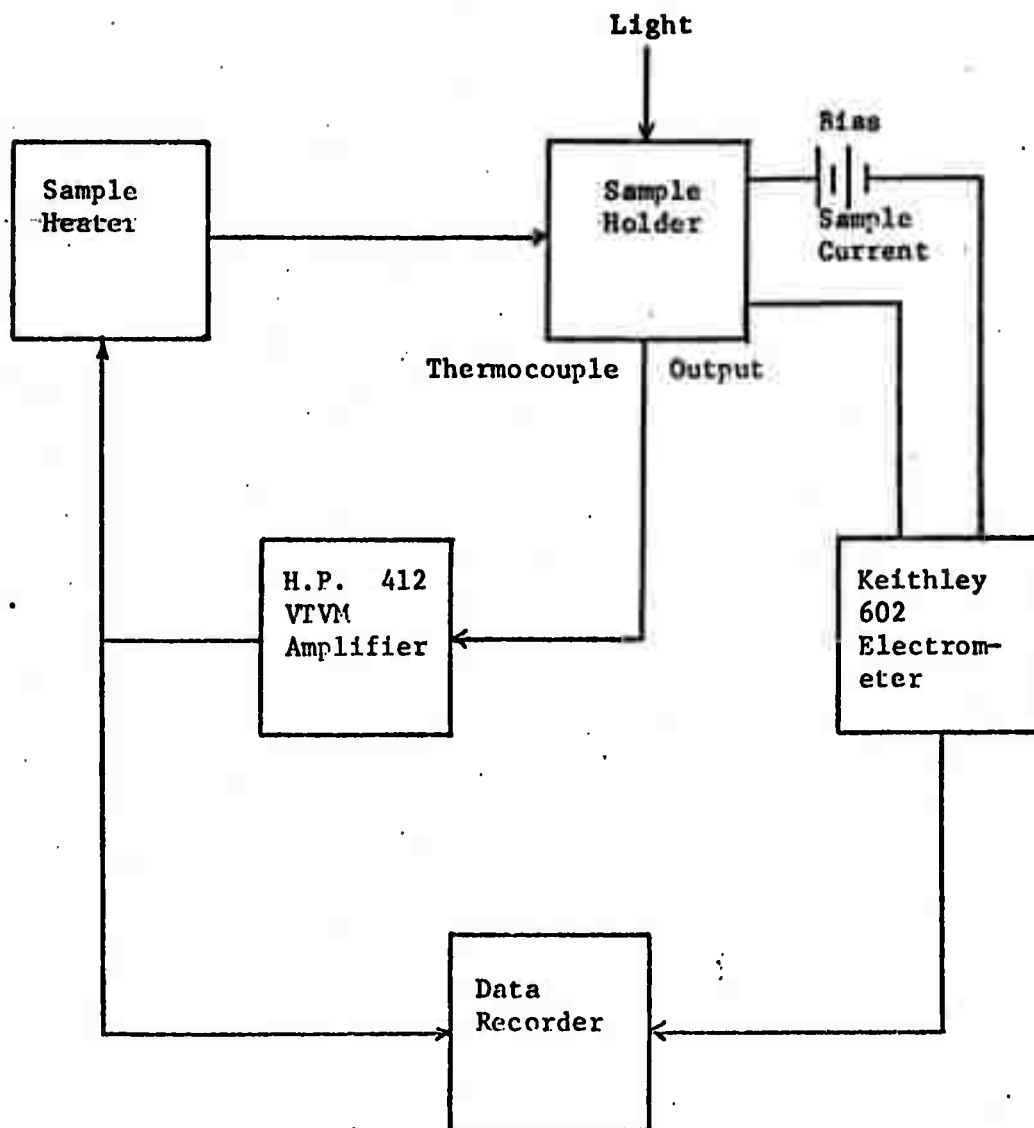 Light
Bias
Sample
Heater
Sample
Holder
Sample
Current
Thermocouple Output
H.P. 412
VTVM
Amplifier
Keithley
602
Electrom-
eter
Data
Recorder